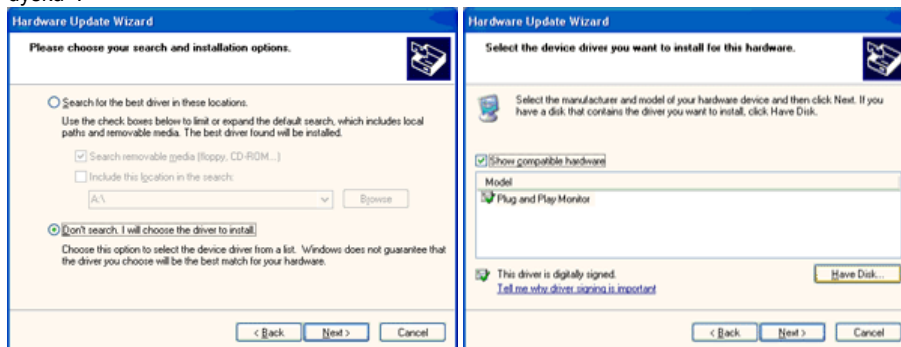 Hardware Update Wizard
Please choose your search and installation options.
Search for the best driver in these locations.
Use the check boxes below to limit or expand the default search, which includes local
paths and removable media. The best driver found will be installed.
Search removable media (floppy, CD-ROM...)
Include this location in the search:
A:\
Browse
Don't search. I will choose the driver to install.
Choose this option to select the device driver from a list. Windows does not guarantee that
the driver you choose will be the best match for your hardware.
< Back
Next >
Cancel
Hardware Update Wizard
Select the device driver you want to install for this hardware.
Select the manufacturer and model of your hardware device and then click Next. If you
have a disk that contains the driver you want to install, click Have Disk.
Show compatible hardware
Model
Plug and Play Monitor
This driver is digitally signed.
Tell me why driver signing is important
Have Disk...
< Back
Next >
Cancel